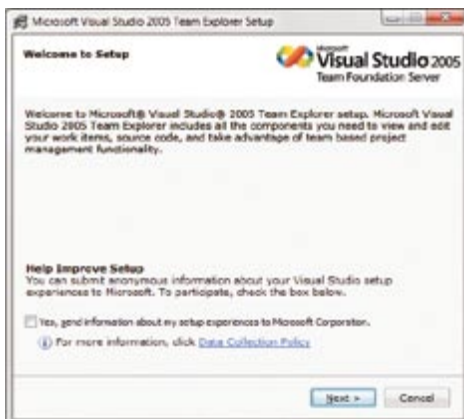 Microsoft Visual Studio 2005 Team Explorer Setup
Welcome to Setup
Microsoft
Visual Studio 2005
Team Foundation Server
Welcome to Microsoft® Visual Studio® 2005 Team Explorer setup. Microsoft Visual
Studio 2005 Team Explorer includes all the components you need to view and edit
your work items, source code, and take advantage of team based project
management functionality.
Help Improve Setup
You can submit anonymous information about your Visual Studio setup
experiences to Microsoft. To participate, check the box below.
Yes, send information about my setup experiences to Microsoft Corporation.
For more information, click Data Collection Policy
Next >
Cancel